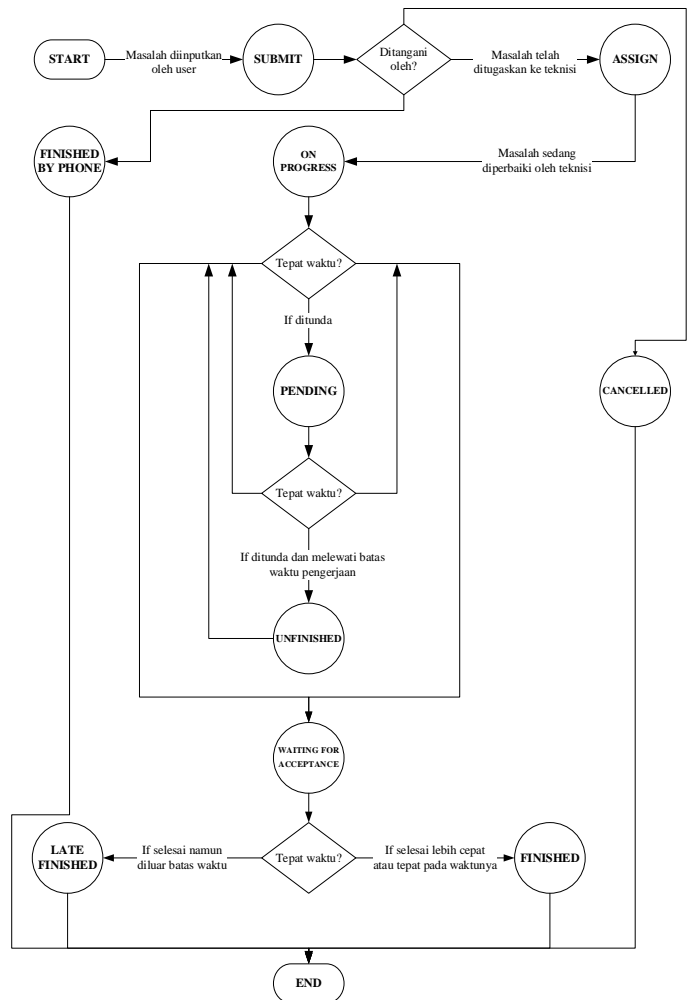 START
Masalah diinputkan
oleh user
SUBMIT
Ditangani
oleh?
Masalah telah
ditugaskan ke teknisi
ASSIGN
FINISHED
BY PHONE
ON
PROGRESS
Masalah sedang
diperbaiki oleh teknisi
Tepat waktu?
If ditunda
PENDING
CANCELLED
Tepat waktu?
If ditunda dan melewati batas
waktu pengerjaan
UNFINISHED
WAITING FOR
ACCEPTANCE
LATE
FINISHED
If selesai namun
diluar batas waktu
Tepat waktu?
If selesai lebih cepat
atau tepat pada waktunya
FINISHED
END